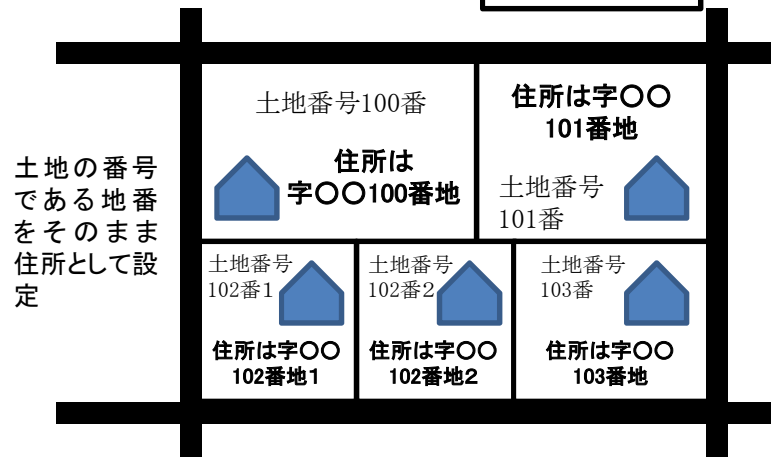 土地の番号
である地番
をそのまま
住所として設
定
土地番号100番
住所は
字〇〇100番地
住所は字〇〇
101番地
土地番号
101番
土地番号
102番1
住所は字〇〇
102番地1
土地番号
102番2
住所は字〇〇
102番地2
土地番号
103番
住所は字〇〇
103番地